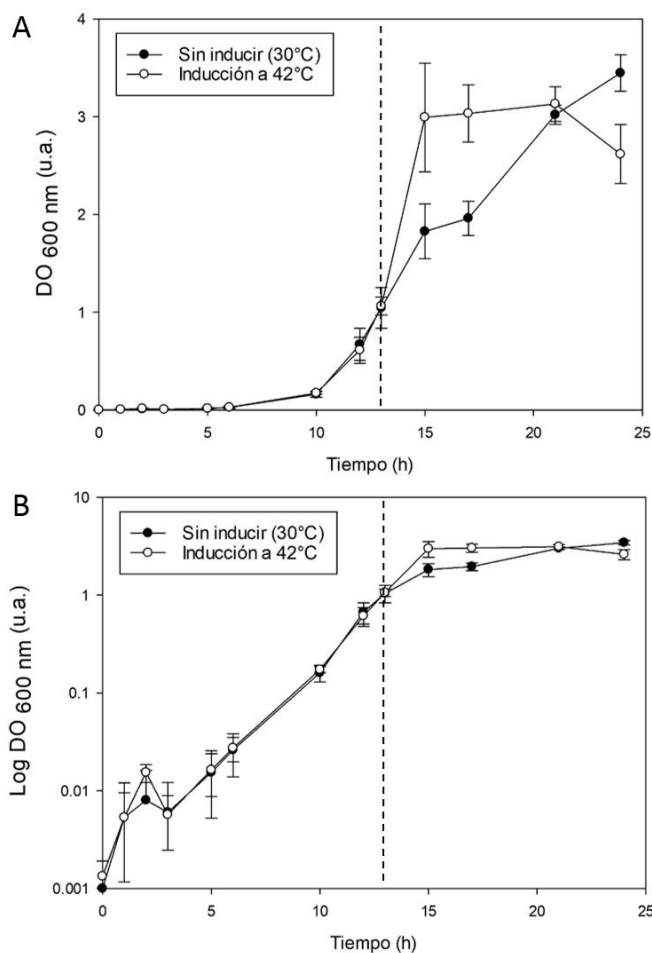 A
Sin inducir (30°C)
Inducción a 42°C
DO 600 nm (u.a.)
4
3
2
1
0
0 5 10 15 20 25
Tiempo (h)
B
Sin inducir (30°C)
Inducción a 42°C
Log DO 600 nm (u.a.)
10
1
0.1
0.01
0.001
0 5 10 15 20 25
Tiempo (h)